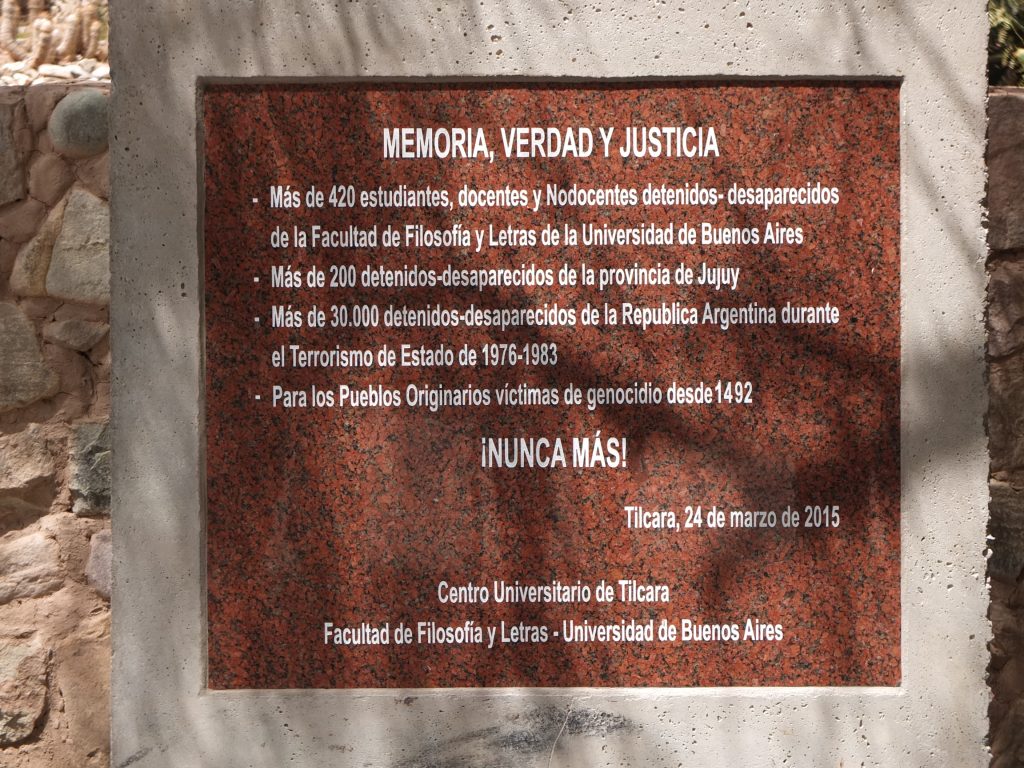 MEMORIA, VERDAD Y JUSTICIA
- Más de 420 estudiantes, docentes y Nodocentes detenidos- desaparecidos
de la Facultad de Filosofía y Letras de la Universidad de Buenos Aires
- Más de 200 detenidos-desaparecidos de la provincia de Jujuy
- Más de 30.000 detenidos-desaparecidos de la Republica Argentina durante
el Terrorismo de Estado de 1976-1983
- Para los Pueblos Originarios víctimas de genocidio desde 1492
¡NUNCA MÁS!
Tilcara, 24 de marzo de 2015
Centro Universitario de Tilcara
Facultad de Filosofía y Letras - Universidad de Buenos Aires